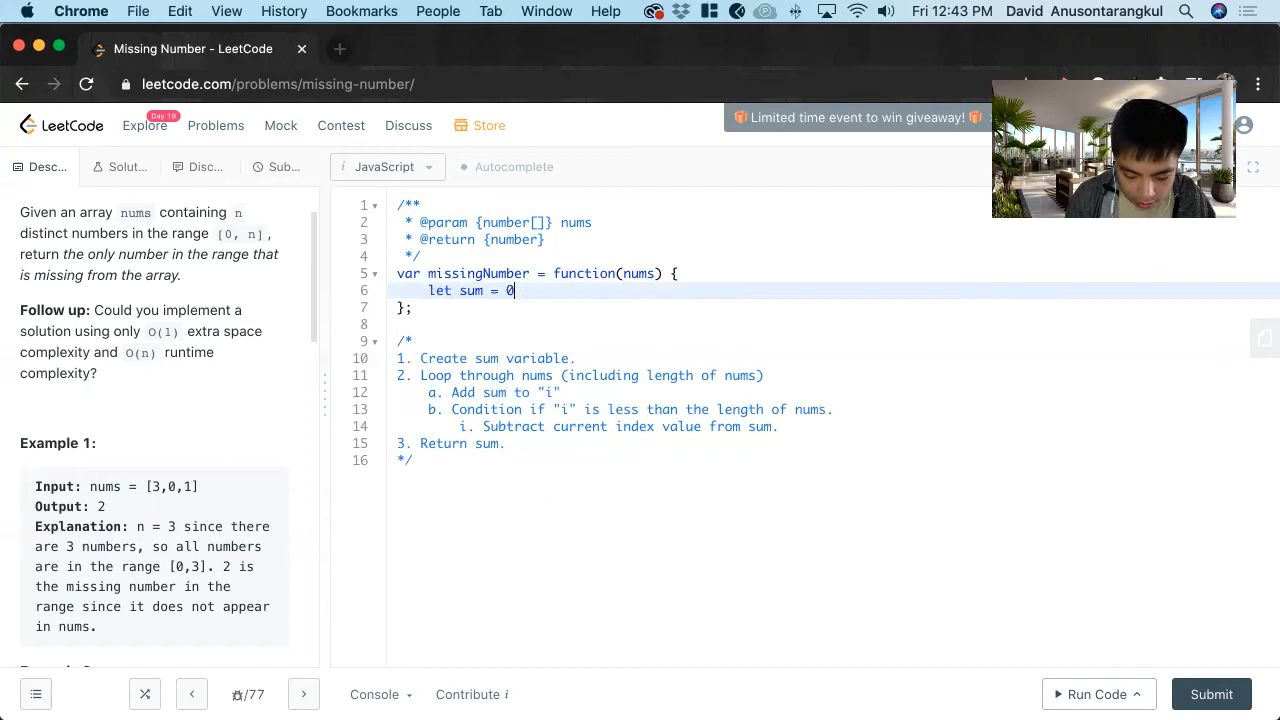 Chrome File Edit View History Bookmarks People Tab Window Help Fri 12:43 PM David Anusontarangkul
Missing Number - LeetCode
leetcode.com/problems/missing-number/
LeetCode Explore Day 19 Problems Mock Contest Discuss Store
Limited time event to win giveaway!
Desc... Solut... Disc... Sub...
i JavaScript Autocomplete
Given an array nums containing n
distinct numbers in the range [0, n],
return the only number in the range that
is missing from the array.
Follow up: Could you implement a
solution using only O(1) extra space
complexity and O(n) runtime
complexity?
Example 1:
Input: nums = [3,0,1]
Output: 2
Explanation: n = 3 since there
are 3 numbers, so all numbers
are in the range [0,3]. 2 is
the missing number in the
range since it does not appear
in nums.
1 /**
2 * @param {number[]} nums
3 * @return {number}
4 */
5 var missingNumber = function(nums) {
6 let sum = 0
7 };
8
9 /*
10 1. Create sum variable.
11 2. Loop through nums (including length of nums)
12 a. Add sum to "i"
13 b. Condition if "i" is less than the length of nums.
14 i. Subtract current index value from sum.
15 3. Return sum.
16 */
/77
Console Contribute i
Run Code Submit